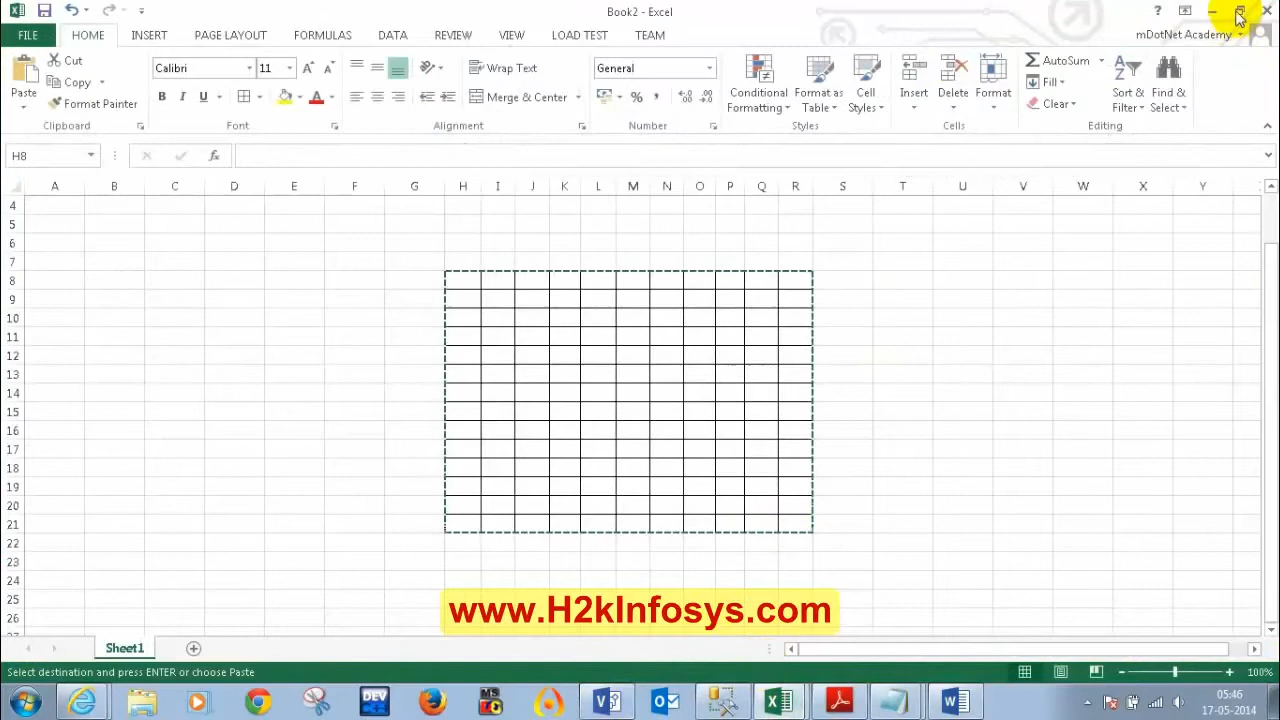 Book2 - Excel
FILE HOME INSERT PAGE LAYOUT FORMULAS DATA REVIEW VIEW LOAD TEST TEAM mDotNet Academy
Cut
Copy
Format Painter
Paste
Clipboard
Calibri 11
B I U
Font
Wrap Text
Merge & Center
Alignment
General
Number
Conditional Formatting
Format as Table
Cell Styles
Styles
Insert Delete Format
Cells
AutoSum
Fill
Clear
Sort & Filter
Find & Select
Editing
H8 fx
A B C D E F G H I J K L M N O P Q R S T U V W X Y
4
5
6
7
8
9
10
11
12
13
14
15
16
17
18
19
20
21
22
23
24
25
26
www.H2kInfosys.com
Sheet1
Select destination and press ENTER or choose Paste 100%
05:46
17-05-2014